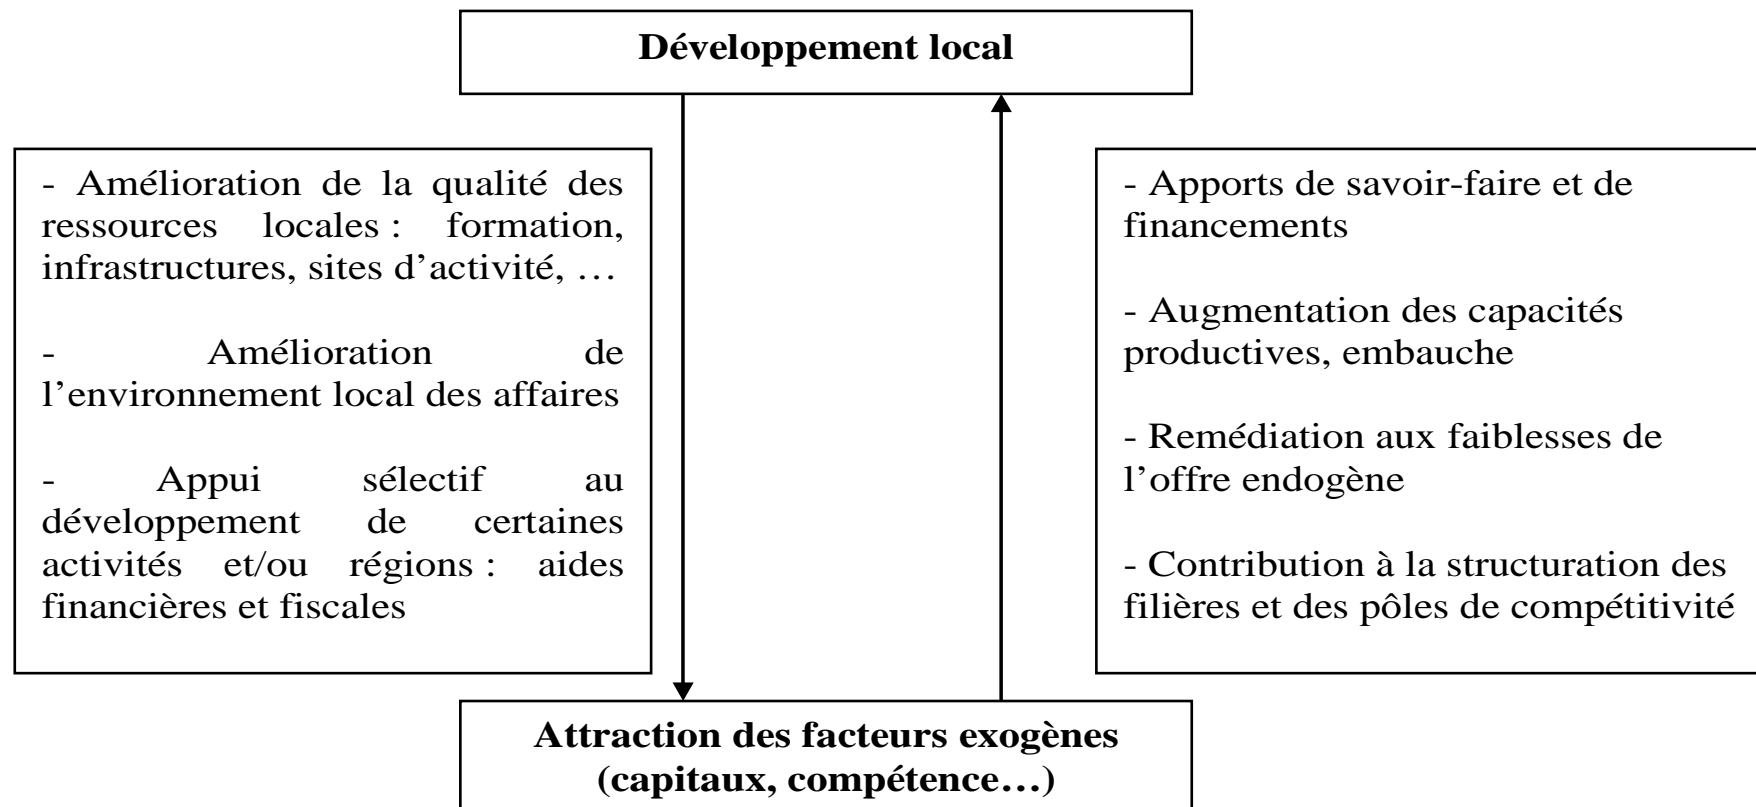 Développement local
- Amélioration de la qualité des
ressources locales : formation,
infrastructures, sites d’activité, …
- Amélioration de
l’environnement local des affaires
- Appui sélectif au
développement de certaines
activités et/ou régions : aides
financières et fiscales
- Apports de savoir-faire et de
financements
- Augmentation des capacités
productives, embauche
- Remédiation aux faiblesses de
l’offre endogène
- Contribution à la structuration des
filières et des pôles de compétitivité
Attraction des facteurs exogènes
(capitaux, compétence…)